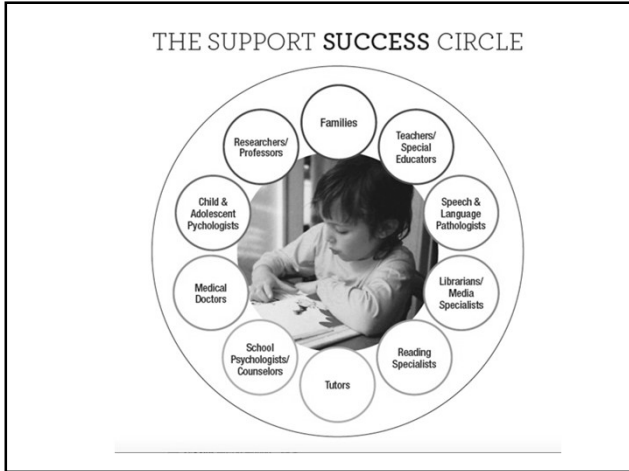 THE SUPPORT SUCCESS CIRCLE
Families
Teachers/
Special
Educators
Speech &
Language
Pathologists
Librarians/
Media
Specialists
Reading
Specialists
Tutors
School
Psychologists/
Counselors
Medical
Doctors
Child &
Adolescent
Pychologists
Researchers/
Professors